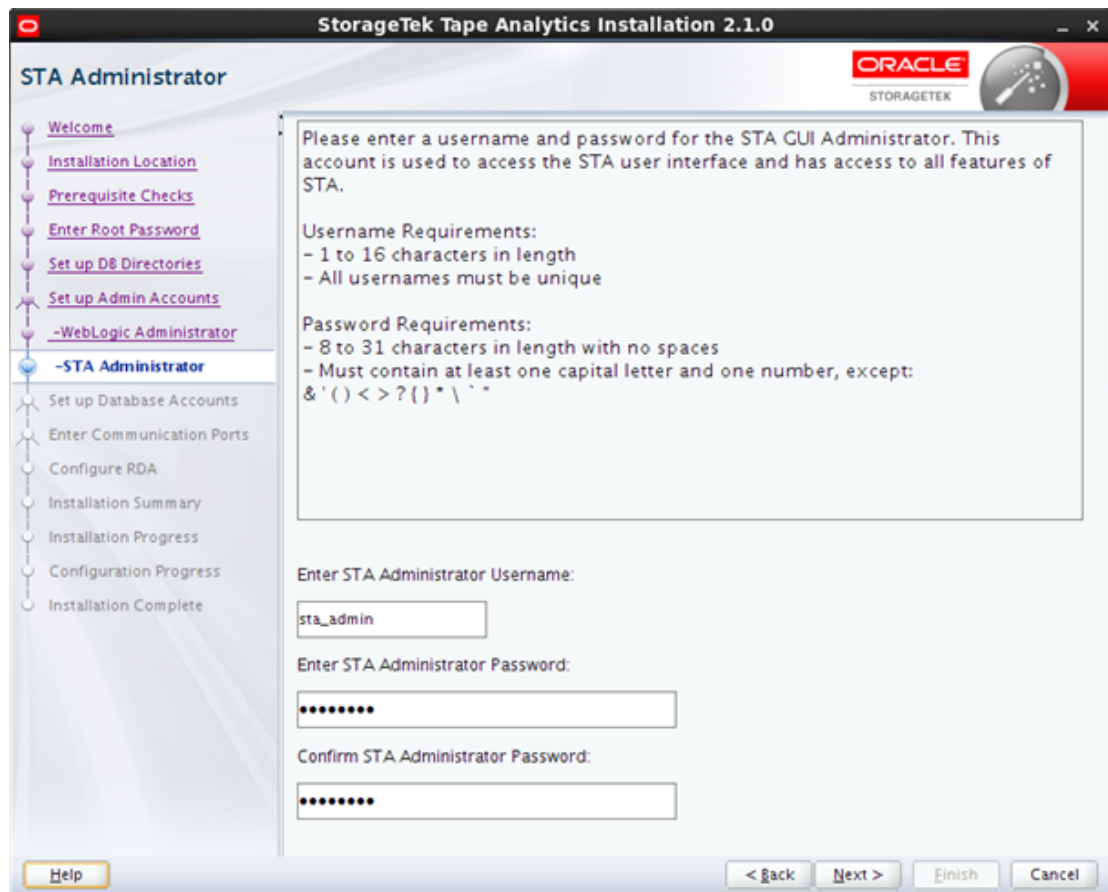 StorageTek Tape Analytics Installation 2.1.0
STA Administrator
ORACLE
STORAGETEK
Welcome
Installation Location
Prerequisite Checks
Enter Root Password
Set up DB Directories
Set up Admin Accounts
-WebLogic Administrator
-STA Administrator
Set up Database Accounts
Enter Communication Ports
Configure RDA
Installation Summary
Installation Progress
Configuration Progress
Installation Complete
Please enter a username and password for the STA GUI Administrator. This
account is used to access the STA user interface and has access to all features of
STA.
Username Requirements:
- 1 to 16 characters in length
- All usernames must be unique
Password Requirements:
- 8 to 31 characters in length with no spaces
- Must contain at least one capital letter and one number, except:
& ' ( ) < > ? { } * \ ` "
Enter STA Administrator Username:
sta_admin
Enter STA Administrator Password:
••••••••
Confirm STA Administrator Password:
••••••••
Help
< Back
Next >
Finish
Cancel